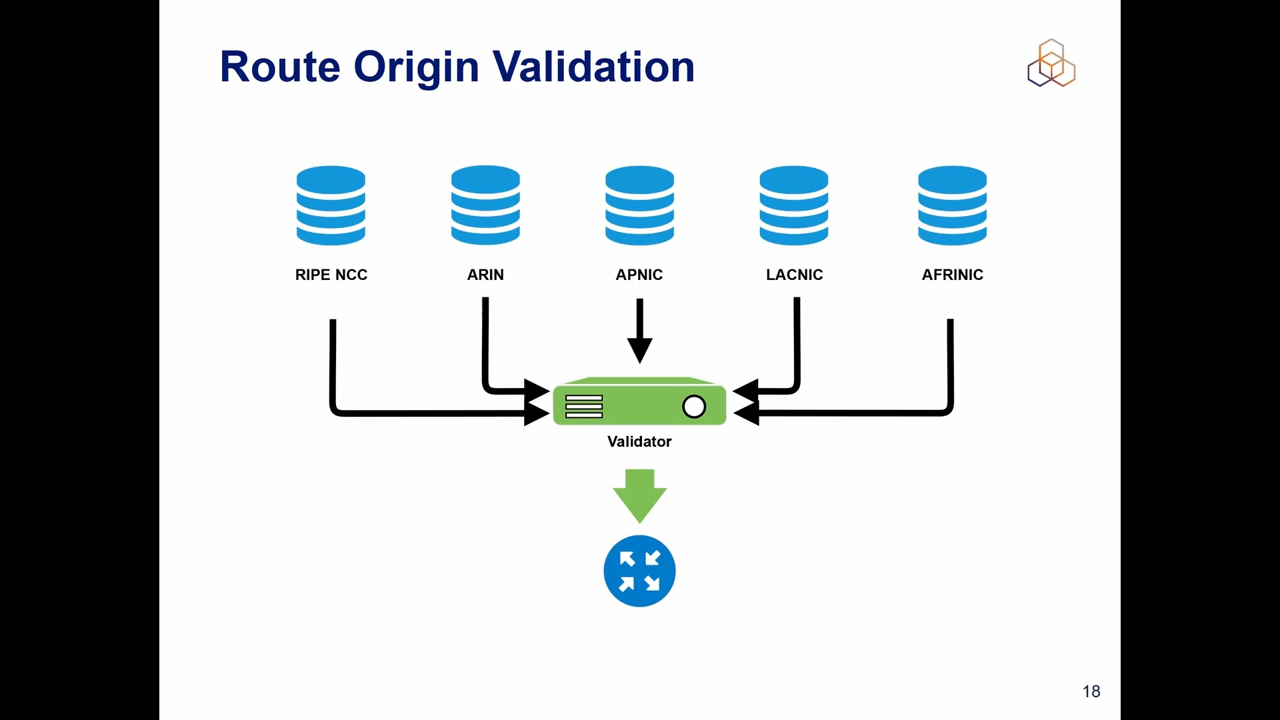 Route Origin Validation
RIPE NCC
ARIN
APNIC
LACNIC
AFRINIC
Validator
18